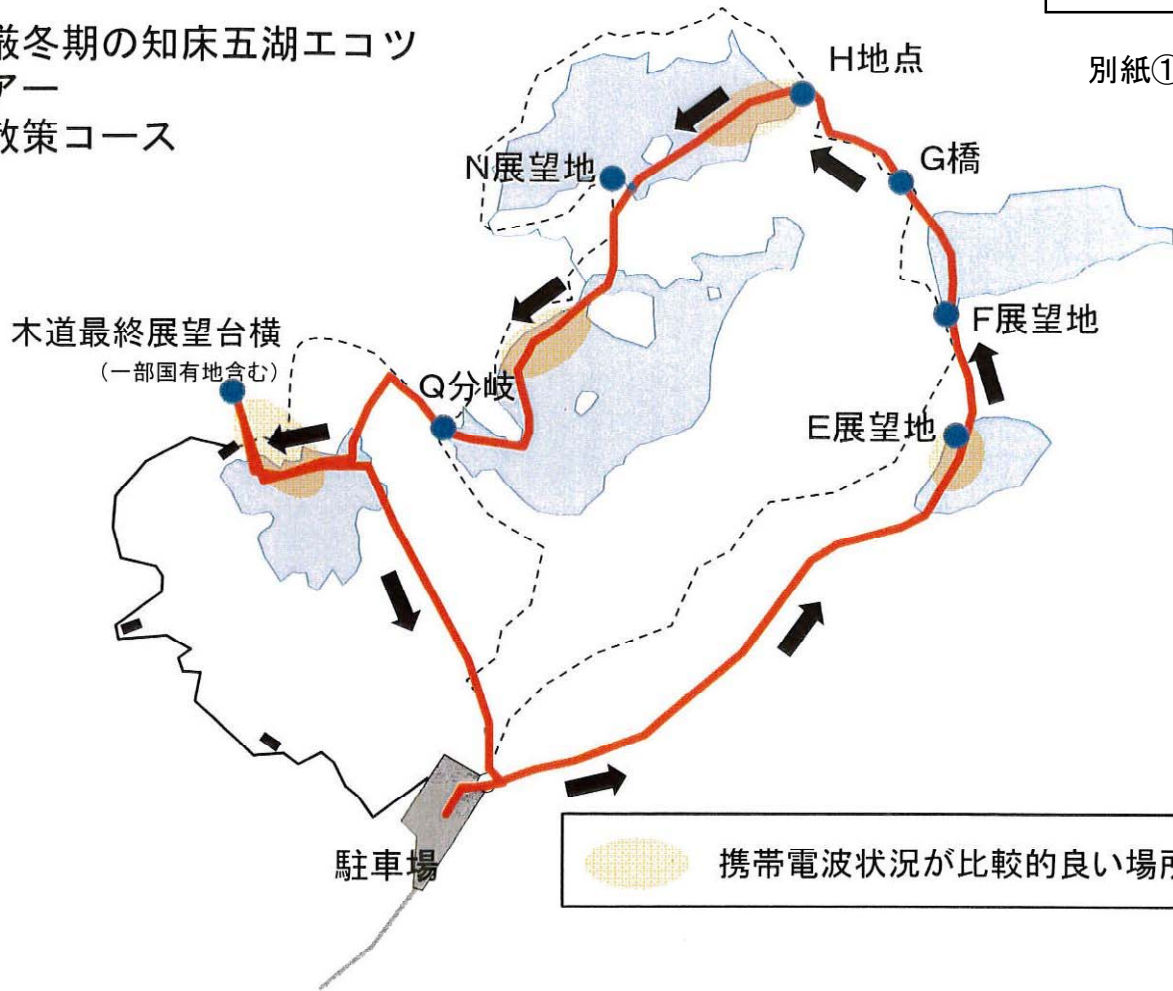 厳冬期の知床五湖エコツ
アー
散策コース
別紙①
H地点
N展望地
G橋
F展望地
木道最終展望台横
(一部国有地含む)
Q分岐
E展望地
駐車場
携帯電波状況が比較的良い場所